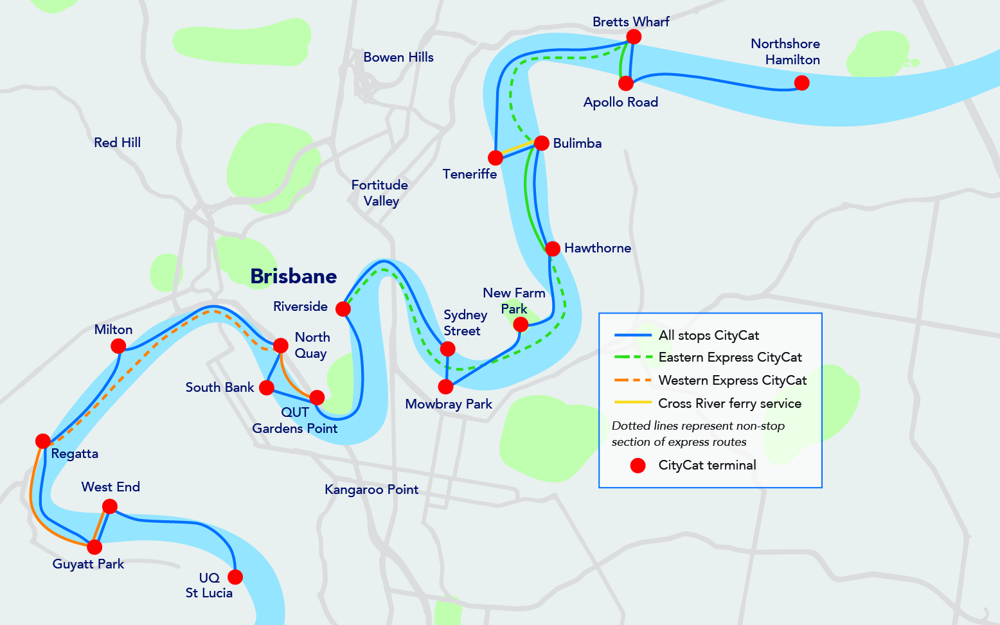 Bretts Wharf
Northshore
Hamilton
Bowen Hills
Apollo Road
Red Hill
Bulimba
Teneriffe
Fortitude
Valley
Hawthorne
Brisbane
New Farm
Park
Riverside
Sydney
Street
Milton
North
Quay
South Bank
QUT
Gardens Point
Mowbray Park
Regatta
West End
Kangaroo Point
Guyatt Park
UQ
St Lucia
All stops CityCat
Eastern Express CityCat
Western Express CityCat
Cross River ferry service
Dotted lines represent non-stop
section of express routes
CityCat terminal